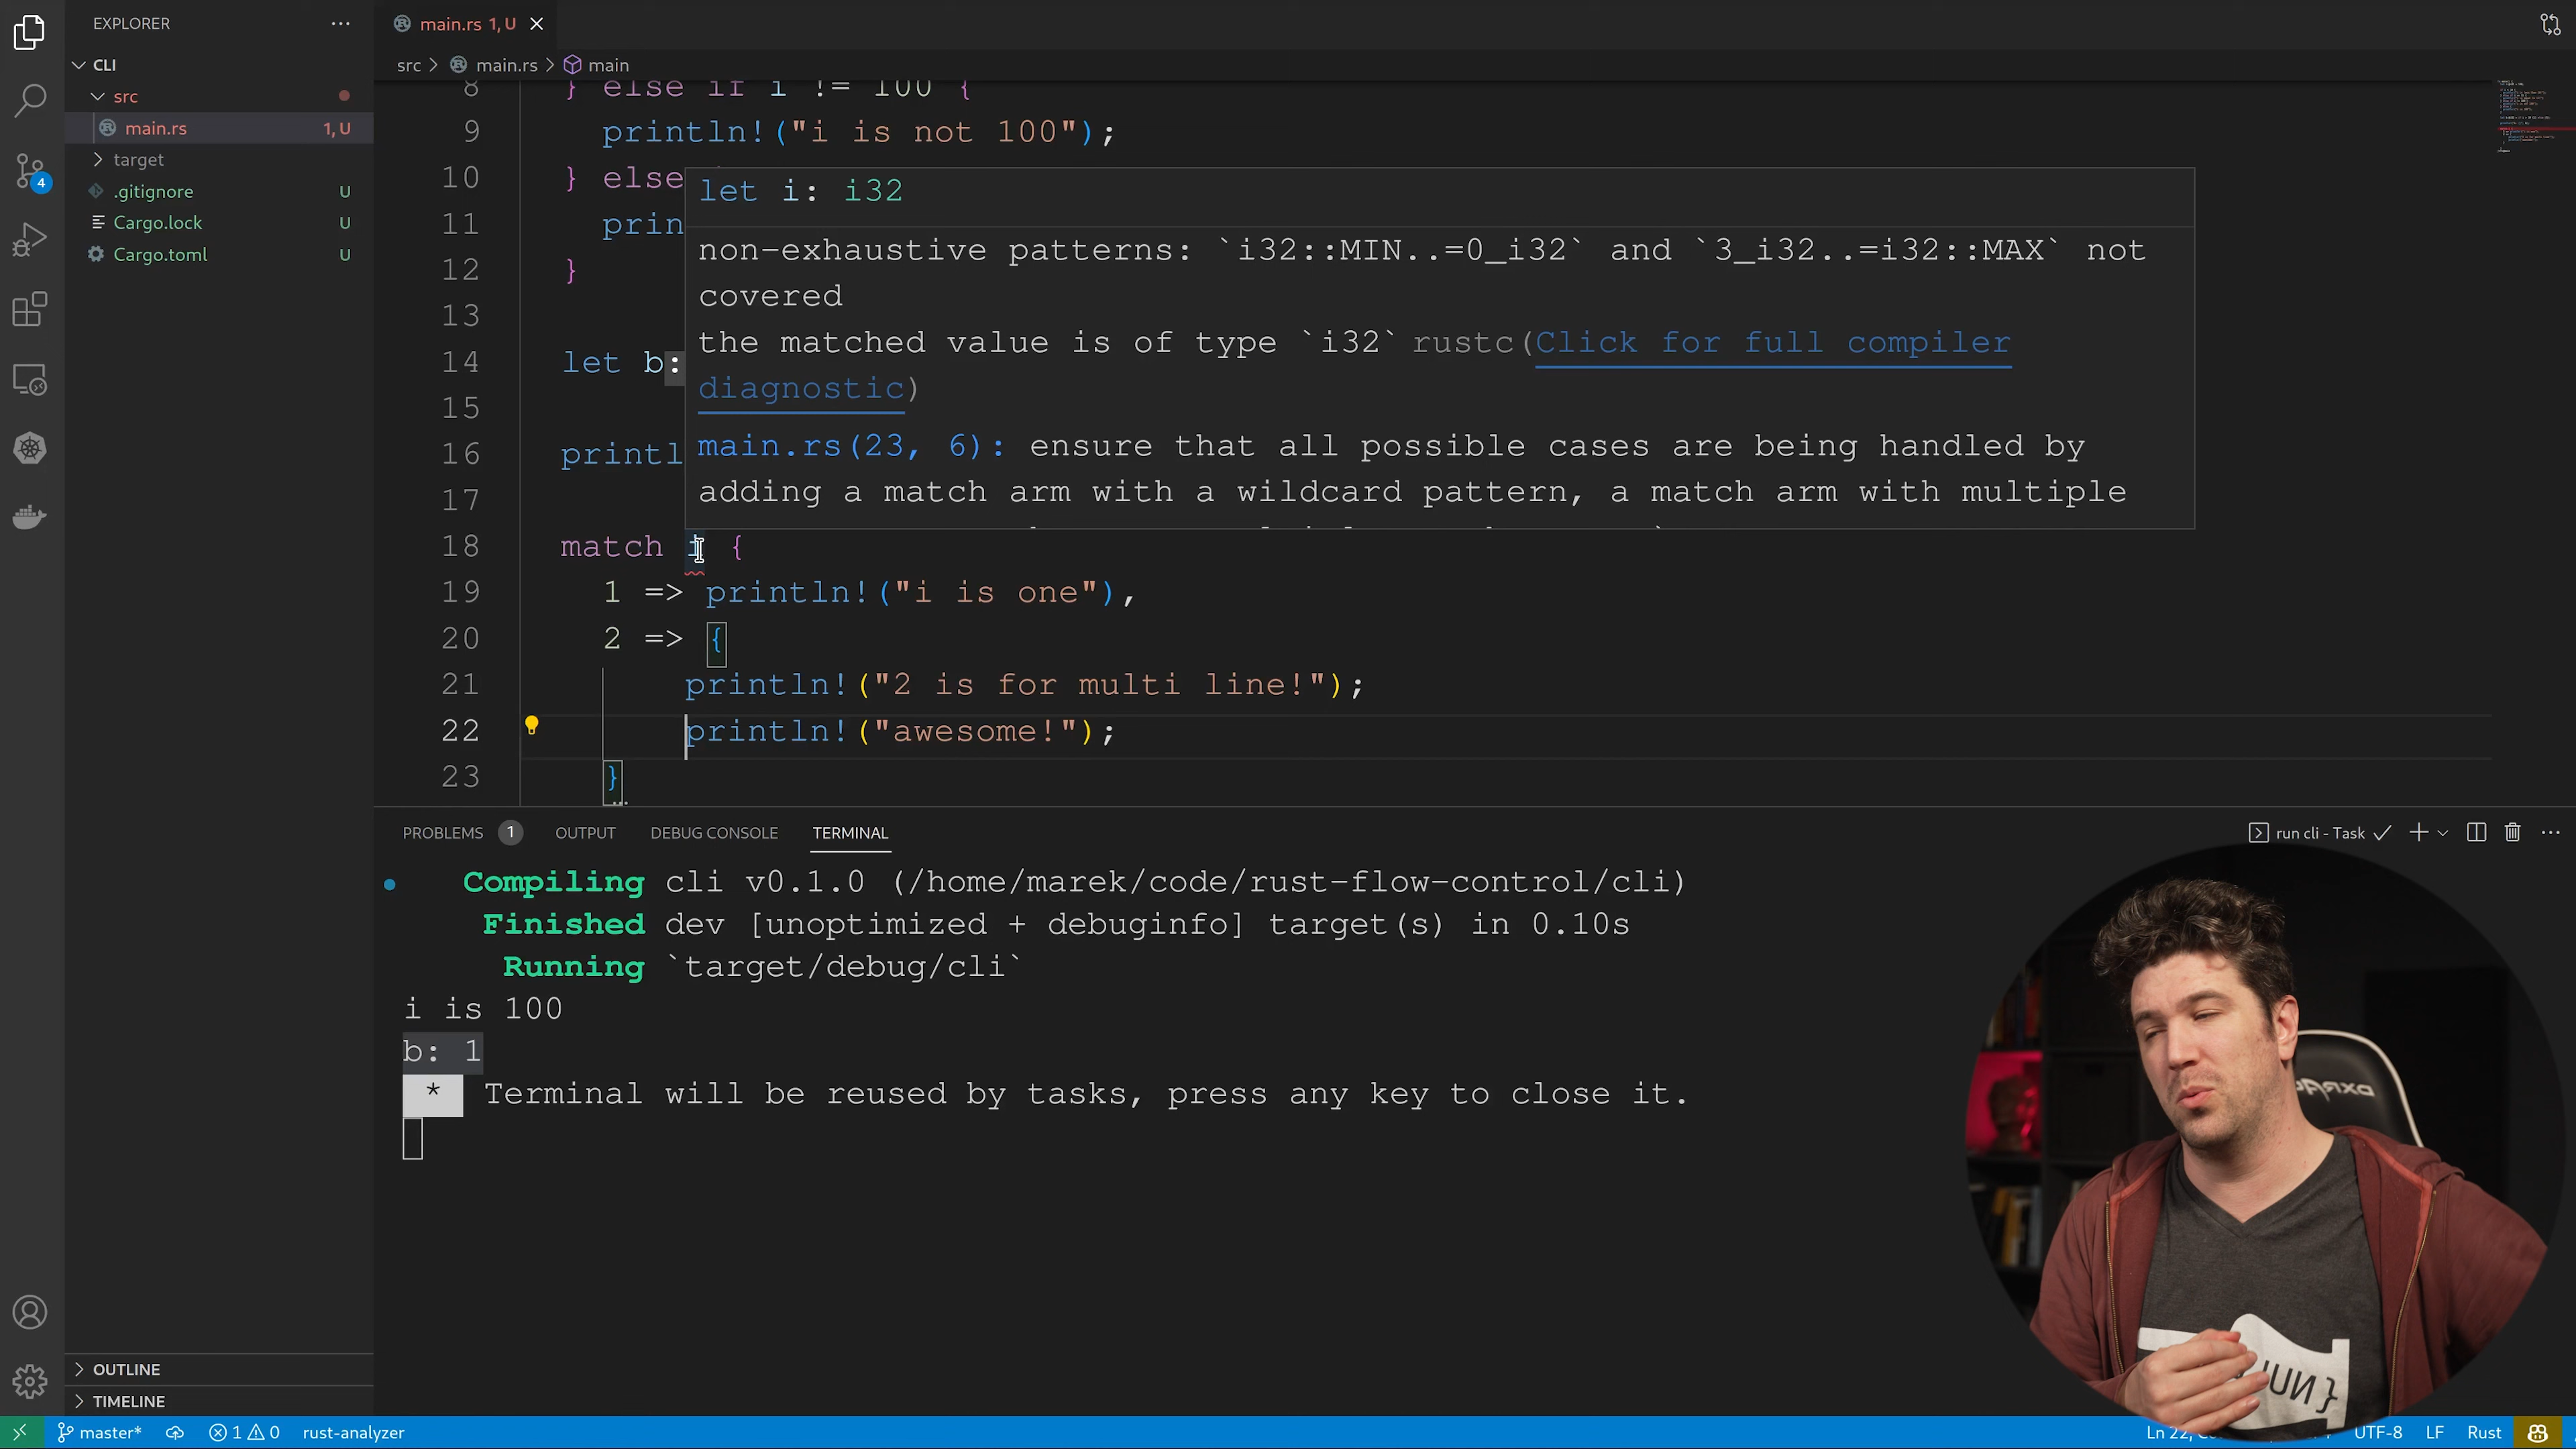 EXPLORER
main.rs 1, U
CLI
src > main.rs > main
src
main.rs 1, U
target
.gitignore U
Cargo.lock U
Cargo.toml U
4
8 } else if i != 100 {
9 println!("i is not 100");
10 } else
11 prin
12 }
13
14 let b:
15
16 printl
17
let i: i32
non-exhaustive patterns: `i32::MIN..=0_i32` and `3_i32..=i32::MAX` not
covered
the matched value is of type `i32` rustc(Click for full compiler
diagnostic)
main.rs(23, 6): ensure that all possible cases are being handled by
adding a match arm with a wildcard pattern, a match arm with multiple
18 match i {
19 1 => println!("i is one"),
20 2 => {
21 println!("2 is for multi line!");
22 println!("awesome!");
23 }
PROBLEMS 1 OUTPUT DEBUG CONSOLE TERMINAL
run cli - Task
Compiling cli v0.1.0 (/home/marek/code/rust-flow-control/cli)
Finished dev [unoptimized + debuginfo] target(s) in 0.10s
Running `target/debug/cli`
i is 100
b: 1
* Terminal will be reused by tasks, press any key to close it.
OUTLINE
TIMELINE
master* 1 0 rust-analyzer
Ln 22, UTF-8 LF Rust